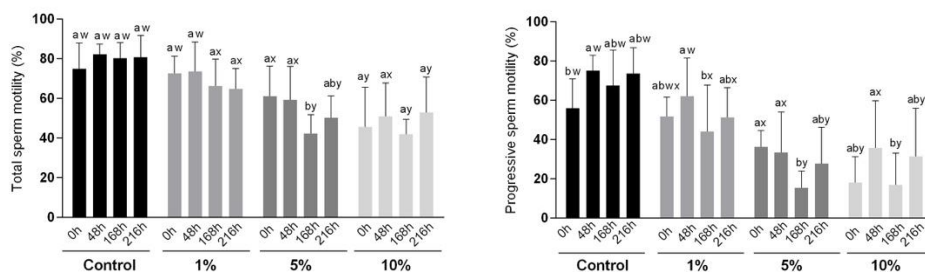 100
80
60
40
20
0
Total sperm motility (%)
a w
a w
a w
a w
a w
a w
ax
ax
ax
ax
by
aby
ay
ax
ay
ay
0h
48h
168h
216h
0h
48h
168h
216h
0h
48h
168h
216h
0h
48h
168h
216h
Control
1%
5%
10%
100
80
60
40
20
0
Progressive sperm motility (%)
b w
a w
abw
abw
abwx
a w
bx
abx
ax
ax
by
aby
aby
ax
by
aby
0h
48h
168h
216h
0h
48h
168h
216h
0h
48h
168h
216h
0h
48h
168h
216h
Control
1%
5%
10%